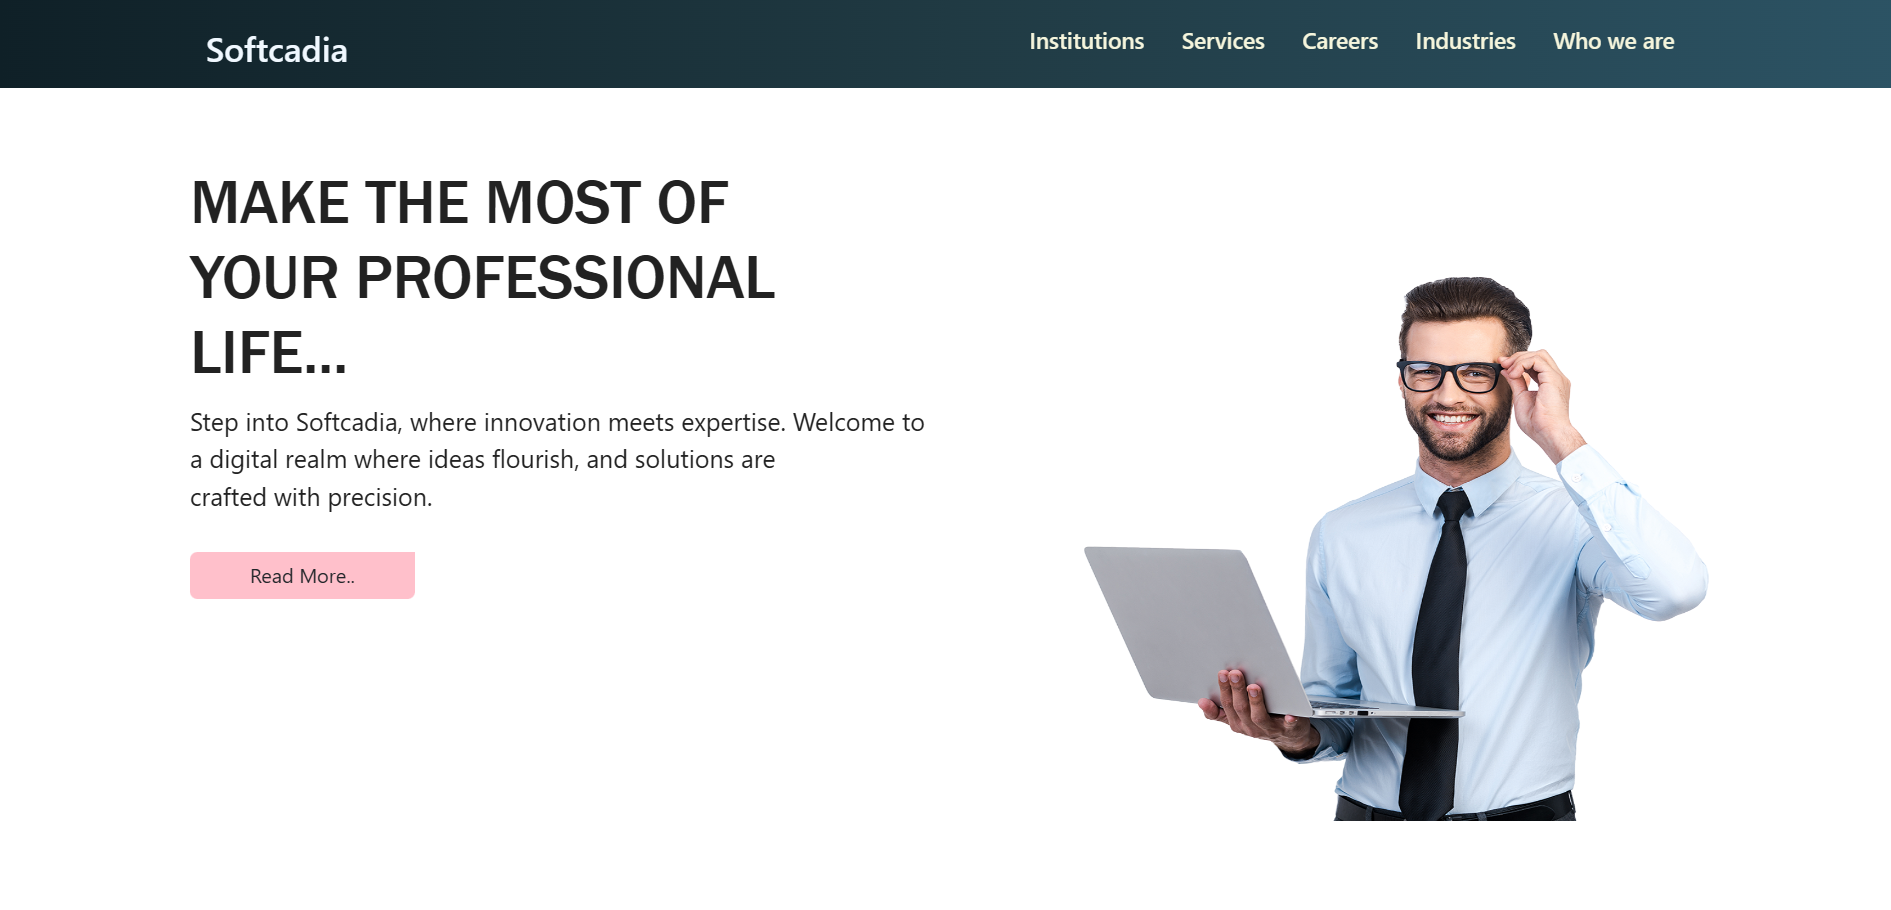 Softcadia
Institutions Services Careers Industries Who we are
MAKE THE MOST OF
YOUR PROFESSIONAL
LIFE...
Step into Softcadia, where innovation meets expertise. Welcome to
a digital realm where ideas flourish, and solutions are
crafted with precision.
Read More..